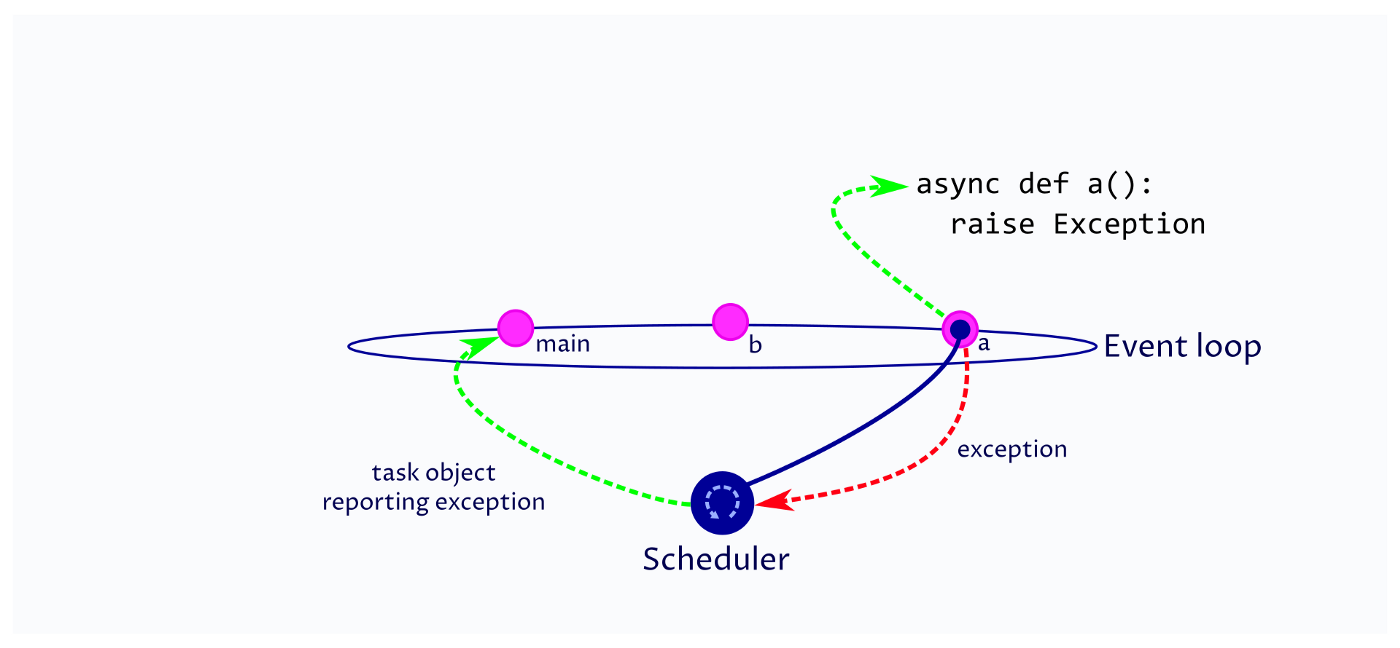 async def a():
raise Exception
main
b
a
Event loop
exception
task object
reporting exception
Scheduler